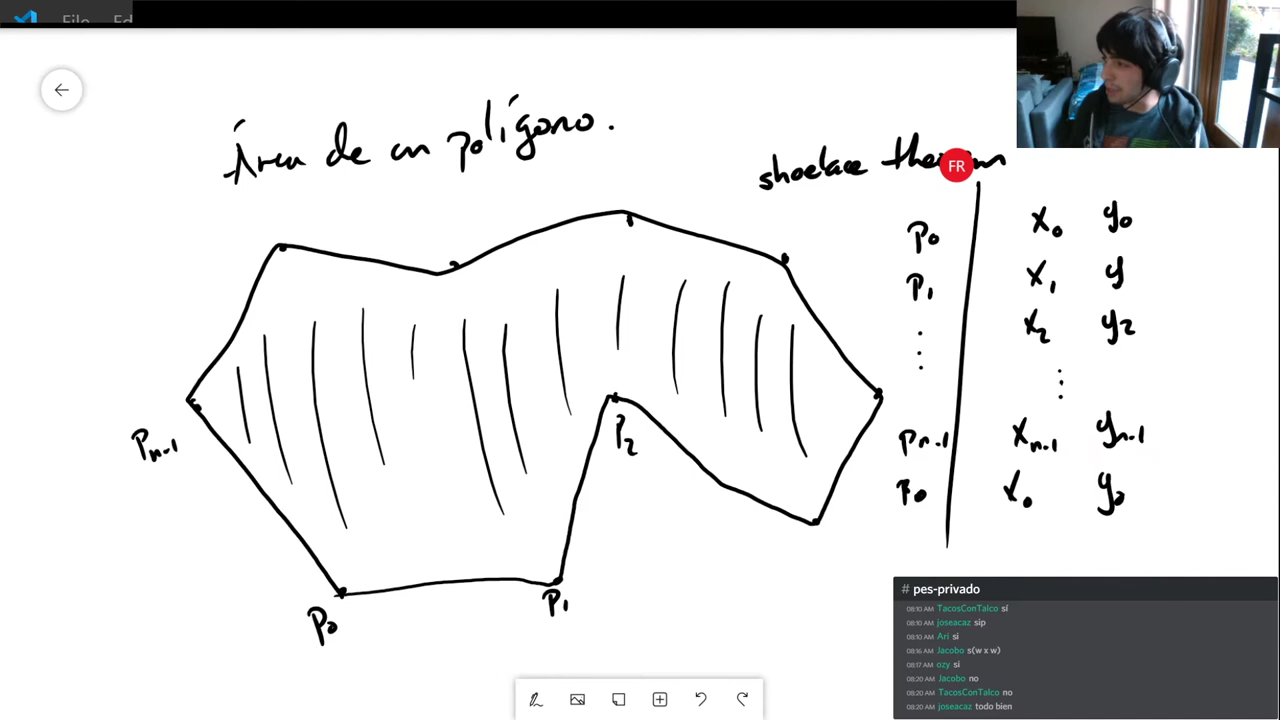 File Ed
Área de un polígono.
shoelace
FR
P0 x0 y0
P1 x1 y
⋮ x2 y2
⋮
Pn-1 xn-1 yn-1
P0 x0 y0
Pn-1
P2
P1
P0
# pes-privado
08:10 AM TacosConTalco sí
08:10 AM joseacaz sip
08:10 AM Ari si
08:16 AM Jacobo s(w x w)
08:17 AM ozy si
08:20 AM Jacobo no
08:20 AM TacosConTalco no
08:20 AM joseacaz todo bien